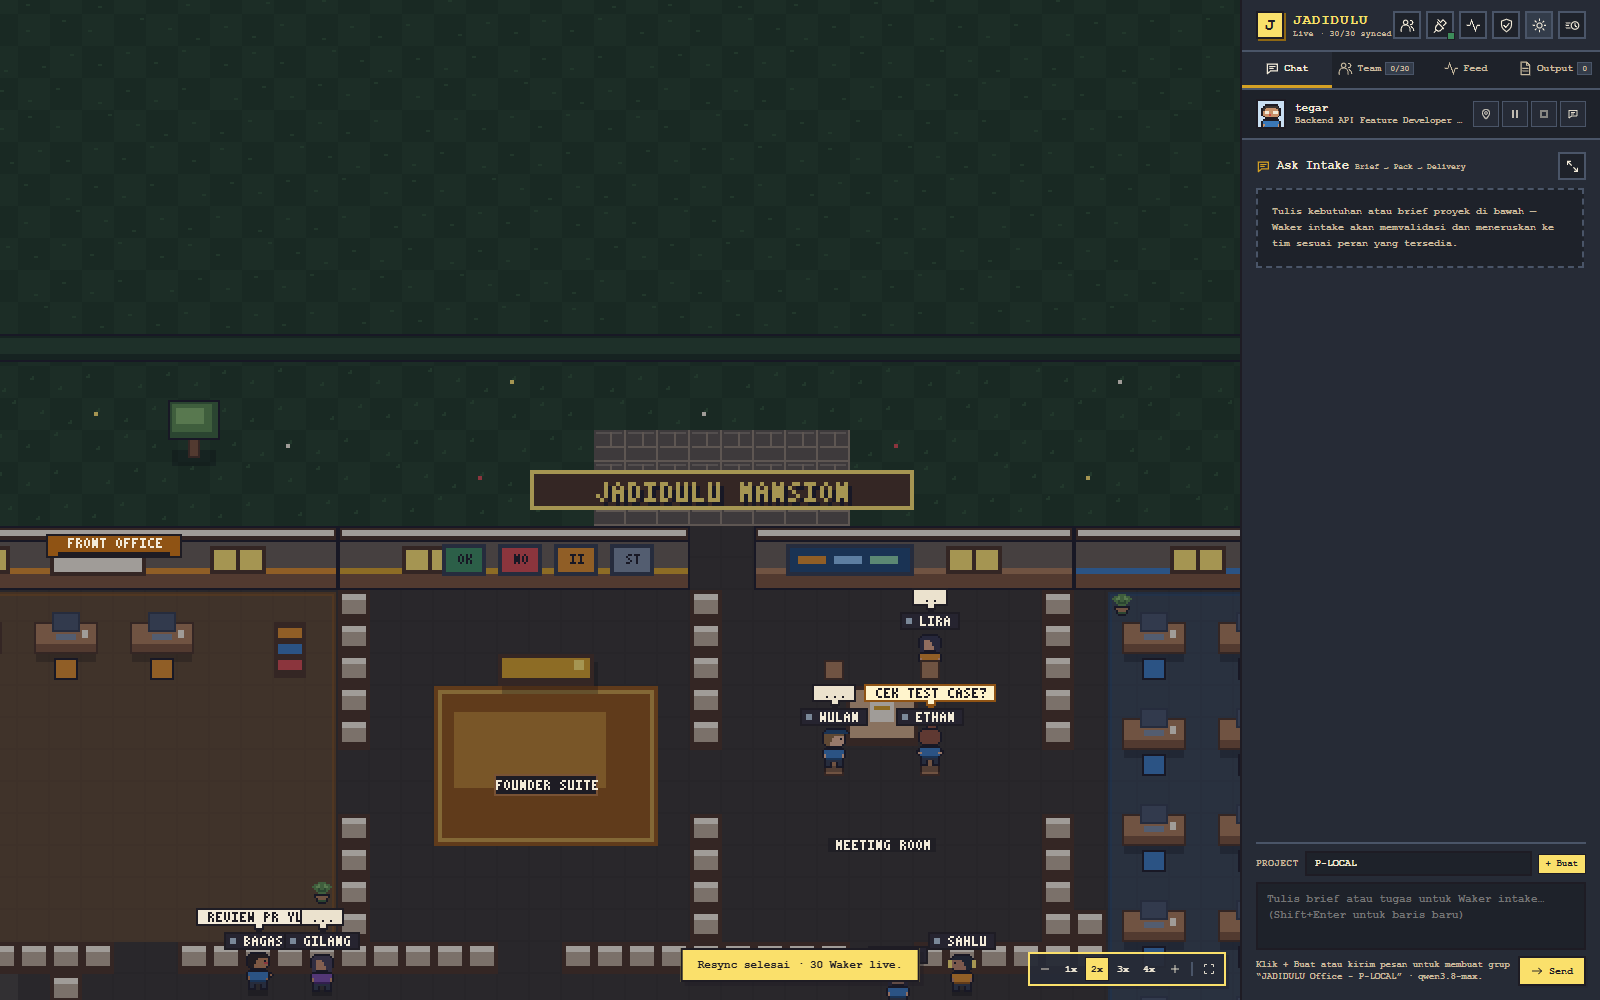 JADIDULU MANSION
FRONT OFFICE
OK
NO
II
ST
..
LIRA
...
CEK TEST CASE?
WULAN
ETHAN
FOUNDER SUITE
MEETING ROOM
REVIEW PR YU
...
BAGAS
GILANG
SAHLU
Resync selesai · 30 Waker live.
− 1x 2x 3x 4x +
J
JADIDULU
Live · 30/30 synced
Chat
Team 0/30
Feed
Output 0
tegar
Backend API Feature Developer …
Ask Intake Brief → Pack → Delivery
Tulis kebutuhan atau brief proyek di bawah —
Waker intake akan memvalidasi dan meneruskan ke
tim sesuai peran yang tersedia.
PROJECT P-LOCAL + Buat
Tulis brief atau tugas untuk Waker intake…
(Shift+Enter untuk baris baru)
Klik + Buat atau kirim pesan untuk membuat grup
“JADIDULU Office – P-LOCAL” · qwen3.8-max.
→ Send